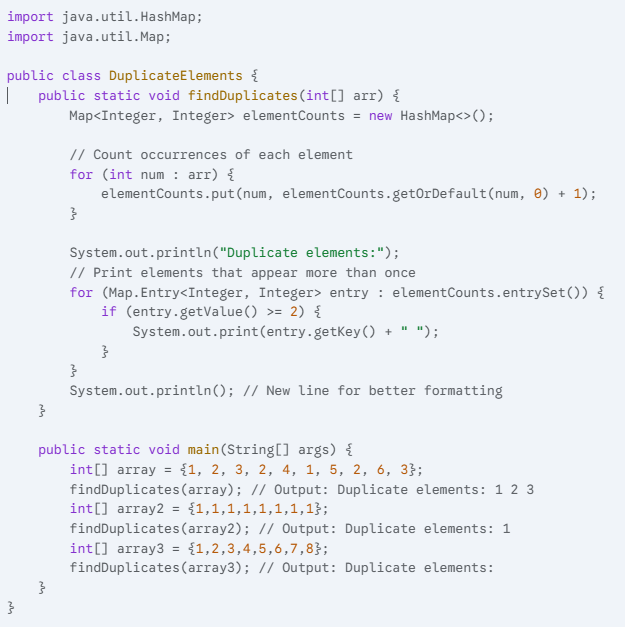 import java.util.HashMap;
import java.util.Map;

public class DuplicateElements {
    public static void findDuplicates(int[] arr) {
        Map<Integer, Integer> elementCounts = new HashMap<>();

        // Count occurrences of each element
        for (int num : arr) {
            elementCounts.put(num, elementCounts.getOrDefault(num, 0) + 1);
        }

        System.out.println("Duplicate elements:");
        // Print elements that appear more than once
        for (Map.Entry<Integer, Integer> entry : elementCounts.entrySet()) {
            if (entry.getValue() >= 2) {
                System.out.print(entry.getKey() + " ");
            }
        }
        System.out.println(); // New line for better formatting
    }

    public static void main(String[] args) {
        int[] array = {1, 2, 3, 2, 4, 1, 5, 2, 6, 3};
        findDuplicates(array); // Output: Duplicate elements: 1 2 3
        int[] array2 = {1,1,1,1,1,1,1,1};
        findDuplicates(array2); // Output: Duplicate elements: 1
        int[] array3 = {1,2,3,4,5,6,7,8};
        findDuplicates(array3); // Output: Duplicate elements:
    }
}